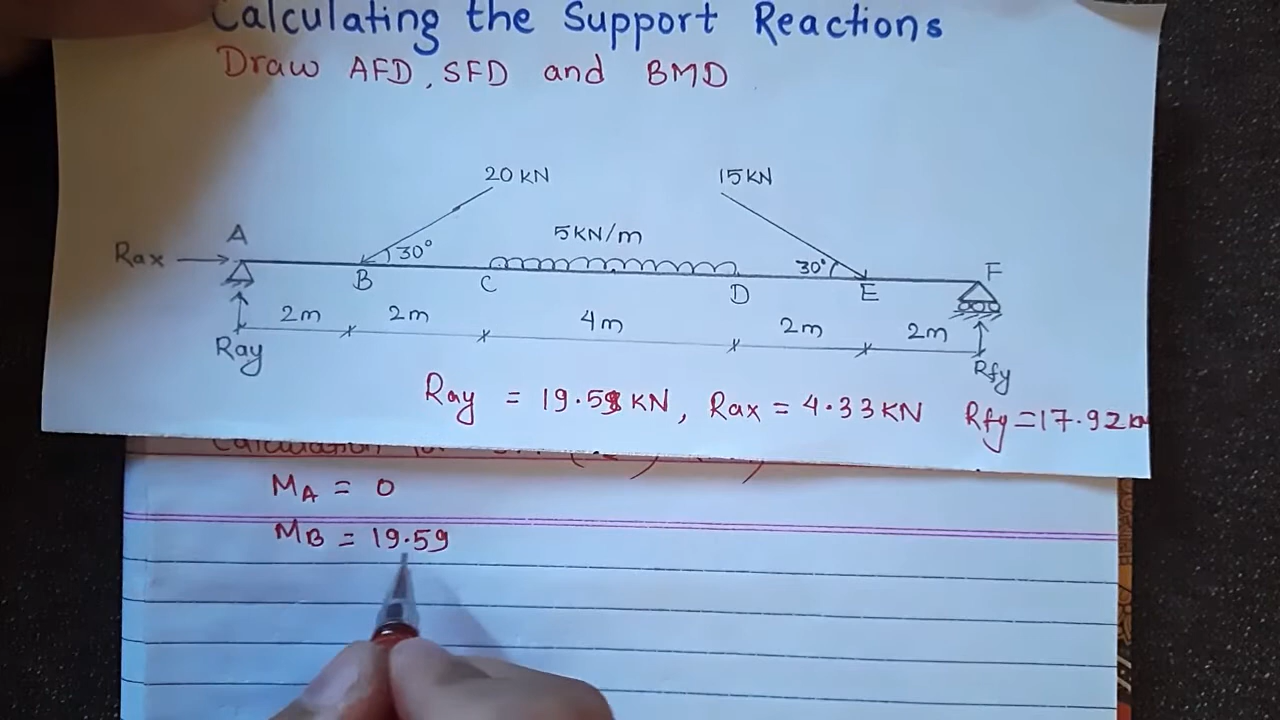 Calculating the Support Reactions
Draw AFD, SFD and BMD
20 KN
15 KN
A
30°
5KN/m
30°
F
Rax
B
C
D
E
2m
2m
4m
2m
2m
Ray
Rfy
Ray = 19.58 KN, Rax = 4.33 KN Rfy = 17.92 KN
MA = 0
MB = 19.59